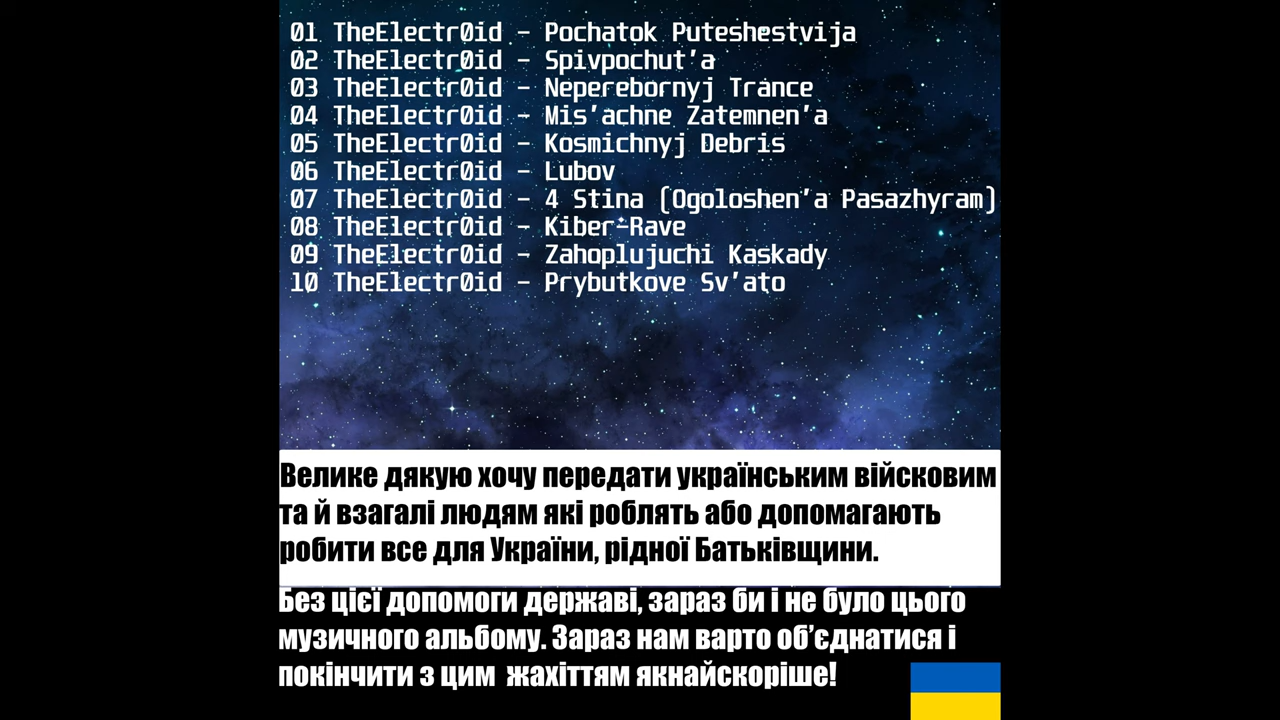 01 TheElectr0id - Pochatok Puteshestvija
02 TheElectr0id - Spivpochut'a
03 TheElectr0id - Neperebornyj Trance
04 TheElectr0id - Mis'achne Zatemnen'a
05 TheElectr0id - Kosmichnyj Debris
06 TheElectr0id - Lubov
07 TheElectr0id - 4 Stina (Ogoloshen'a Pasazhyram)
08 TheElectr0id - Kiber-Rave
09 TheElectr0id - Zahoplujuchi Kaskady
10 TheElectr0id - Prybutkove Sv'ato
Велике дякую хочу передати українським війсковим
та й взагалі людям які роблять або допомагають
робити все для України, рідної Батьківщини.
Без цієї допомоги державі, зараз би і не було цього
музичного альбому. Зараз нам варто об’єднатися і
покінчити з цим жахіттям якнайскоріше!